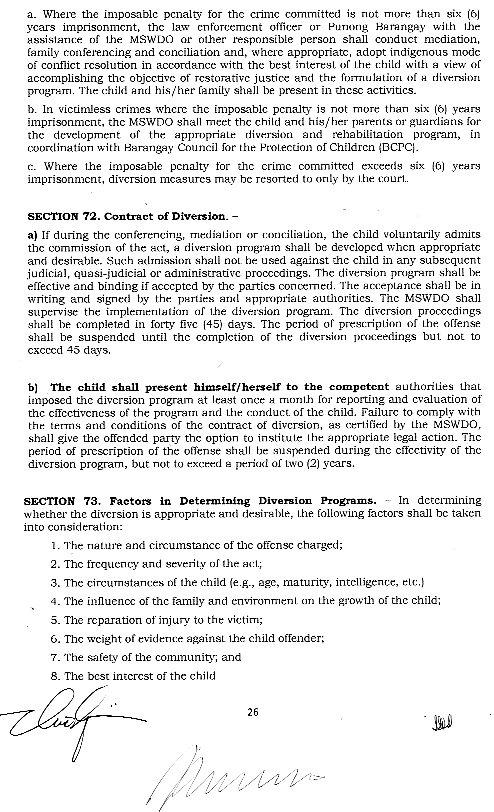 a. Where the imposable penalty for the crime committed is not more than six (6)
years imprisonment, the law enforcement officer or Punong Barangay with the
assistance of the MSWDO or other responsible person shall conduct mediation,
family conferencing and conciliation and, where appropriate, adopt indigenous mode
of conflict resolution in accordance with the best interest of the child with a view of
accomplishing the objective of restorative justice and the formulation of a diversion
program. The child and his/her family shall be present in these activities.
b. In victimless crimes where the imposable penalty is not more than six (6) years
imprisonment, the MSWDO shall meet the child and his/her parents or guardians for
the development of the appropriate diversion and rehabilitation program, in
coordination with Barangay Council for the Protection of Children (BCPC).
c. Where the imposable penalty for the crime committed exceeds six (6) years
imprisonment, diversion measures may be resorted to only by the court.
SECTION 72. Contract of Diversion. –
a) If during the conferencing, mediation or conciliation, the child voluntarily admits
the commission of the act, a diversion program shall be developed when appropriate
and desirable. Such admission shall not be used against the child in any subsequent
judicial, quasi-judicial or administrative proceedings. The diversion program shall be
effective and binding if accepted by the parties concerned. The acceptance shall be in
writing and signed by the parties and appropriate authorities. The MSWDO shall
supervise the implementation of the diversion program. The diversion proceedings
shall be completed in forty five (45) days. The period of prescription of the offense
shall be suspended until the completion of the diversion proceedings but not to
exceed 45 days.
b) The child shall present himself/herself to the competent authorities that
imposed the diversion program at least once a month for reporting and evaluation of
the effectiveness of the program and the conduct of the child. Failure to comply with
the terms and conditions of the contract of diversion, as certified by the MSWDO,
shall give the offended party the option to institute the appropriate legal action. The
period of prescription of the offense shall be suspended during the effectivity of the
diversion program, but not to exceed a period of two (2) years.
SECTION 73. Factors in Determining Diversion Programs. – In determining
whether the diversion is appropriate and desirable, the following factors shall be taken
into consideration:
1. The nature and circumstance of the offense charged;
2. The frequency and severity of the act;
3. The circumstances of the child (e.g., age, maturity, intelligence, etc.)
4. The influence of the family and environment on the growth of the child;
5. The reparation of injury to the victim;
6. The weight of evidence against the child offender;
7. The safety of the community; and
8. The best interest of the child
26